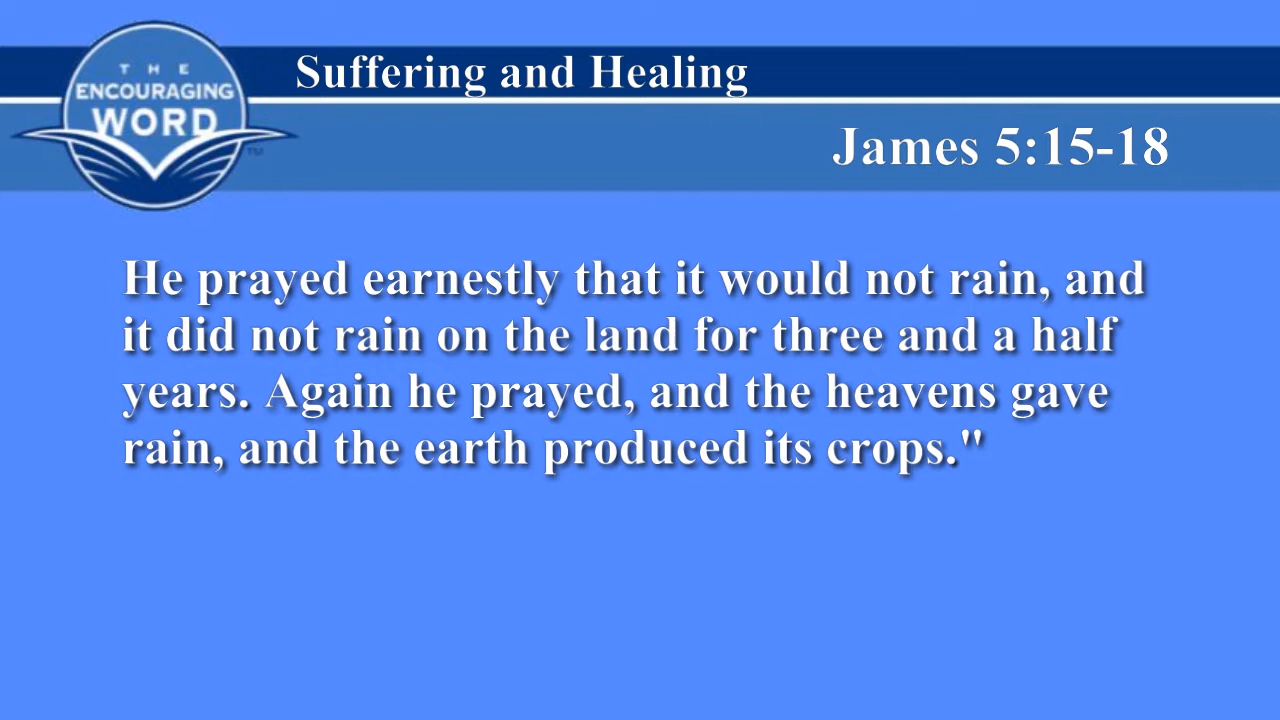 THE
ENCOURAGING
WORD
TM
Suffering and Healing
James 5:15-18
He prayed earnestly that it would not rain, and
it did not rain on the land for three and a half
years. Again he prayed, and the heavens gave
rain, and the earth produced its crops."